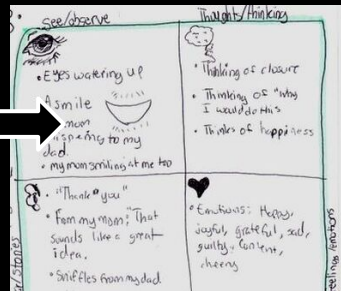 See/observe
• Eyes watering up
A smile
mom
to my
dad.
• my mom smiling at me too
Thoughts/thinking
• Thinking of closure
• Thinking of "why
I would do this
• Thinks of happiness
• "Thank you"
• From my mom; "That
sounds like a great
idea.
• Sniffles from my dad
• Emotions: Happy,
joyful, grateful, sad,
guilty, content,
cheery
feelings/emotions